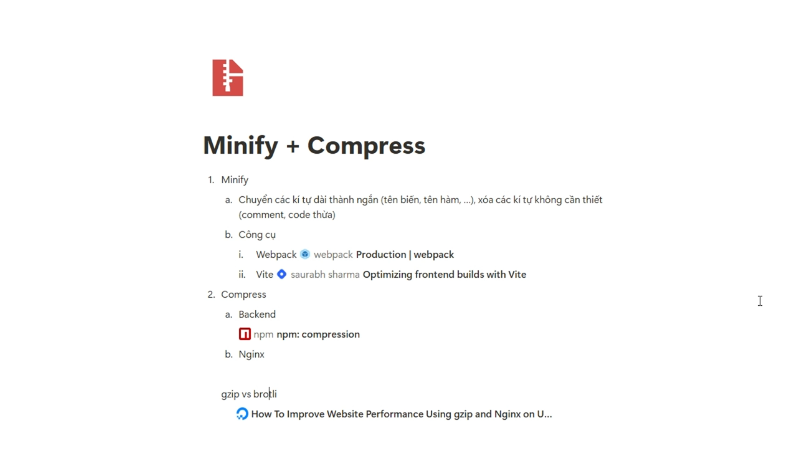 Minify + Compress
1. Minify
a. Chuyển các kí tự dài thành ngắn (tên biến, tên hàm, ...), xóa các kí tự không cần thiết
(comment, code thừa)
b. Công cụ
i. Webpack webpack Production | webpack
ii. Vite saurabh sharma Optimizing frontend builds with Vite
2. Compress
a. Backend
npm npm: compression
b. Nginx
gzip vs brotli
How To Improve Website Performance Using gzip and Nginx on U...